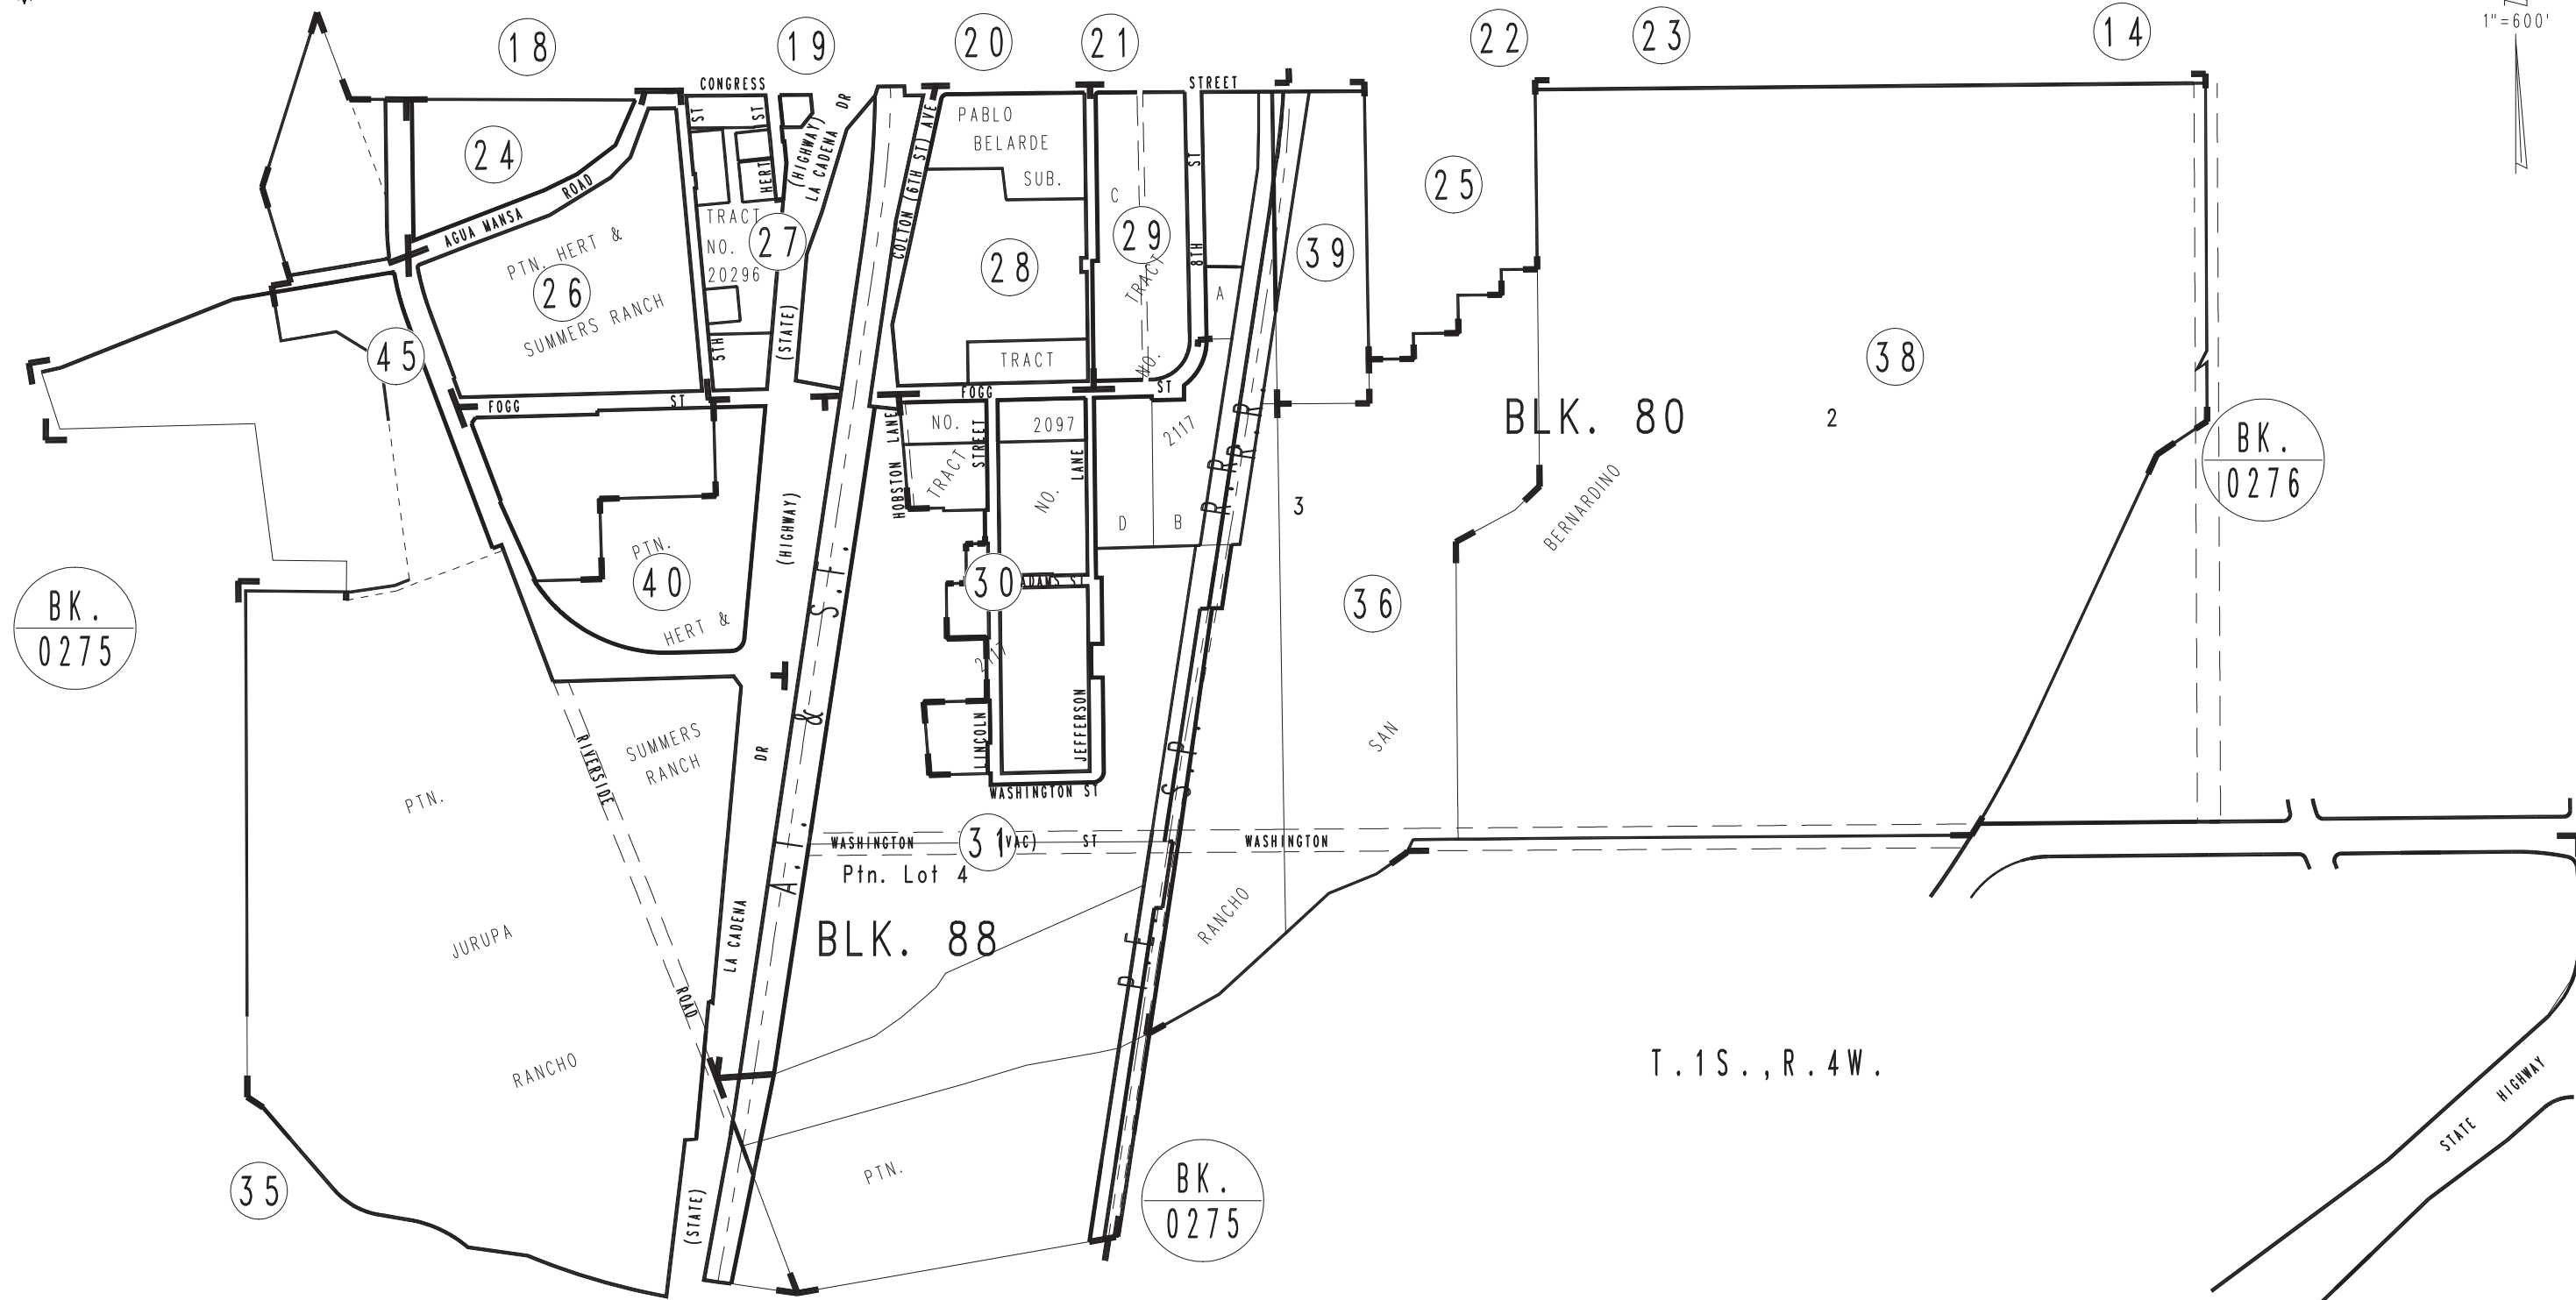 1"=600'
18
19
20
21
22
23
14
CONGRESS
STREET
ST
ST
HERT
(HIGHWAY)
LA CADENA
DR
COLTON (6TH ST) AVE
PABLO
BELARDE
SUB.
24
AGUA MANSA
ROAD
PTN. HERT &
26
SUMMERS RANCH
TRACT
NO.
20296
27
28
C
29
TRACT
NO.
8TH
ST
A
39
25
45
5TH
(STATE)
TRACT
FOGG
ST
FOGG
ST
38
BLK. 80
2
BK.
0276
HOBSTON LANE
NO.
TRACT
STREET
2097
NO.
LANE
2117
D
B
R.R.
R.R.
3
BERNARDINO
(HIGHWAY)
PTN.
40
HERT &
A.T. & S.F.
30
ADAMS ST
2117
36
BK.
0275
LINCOLN
JEFFERSON
WASHINGTON ST
S.P.
P.E.
SAN
RIVERSIDE
SUMMERS
RANCH
DR
PTN.
WASHINGTON
31
(VAC)
ST
WASHINGTON
Ptn. Lot 4
BLK. 88
RANCHO
LA CADENA
JURUPA
ROAD
RANCHO
T.1S.,R.4W.
STATE HIGHWAY
35
(STATE)
PTN.
BK.
0275